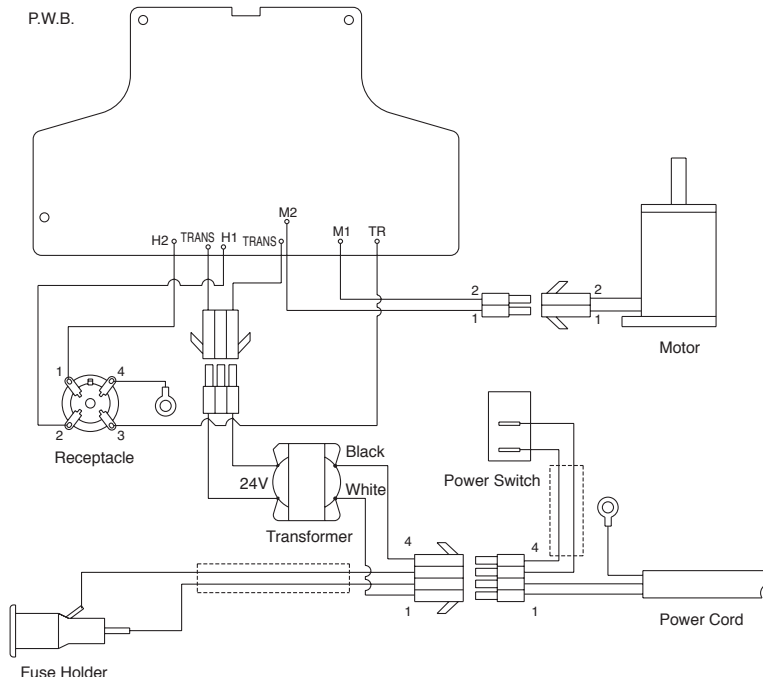 P.W.B.
M2
H2 TRANS H1 TRANS M1 TR
2 2
1 1
Motor
1 4
2 3
Receptacle
Black
24V White
Transformer
Power Switch
4 4
1 1
Power Cord
Fuse Holder